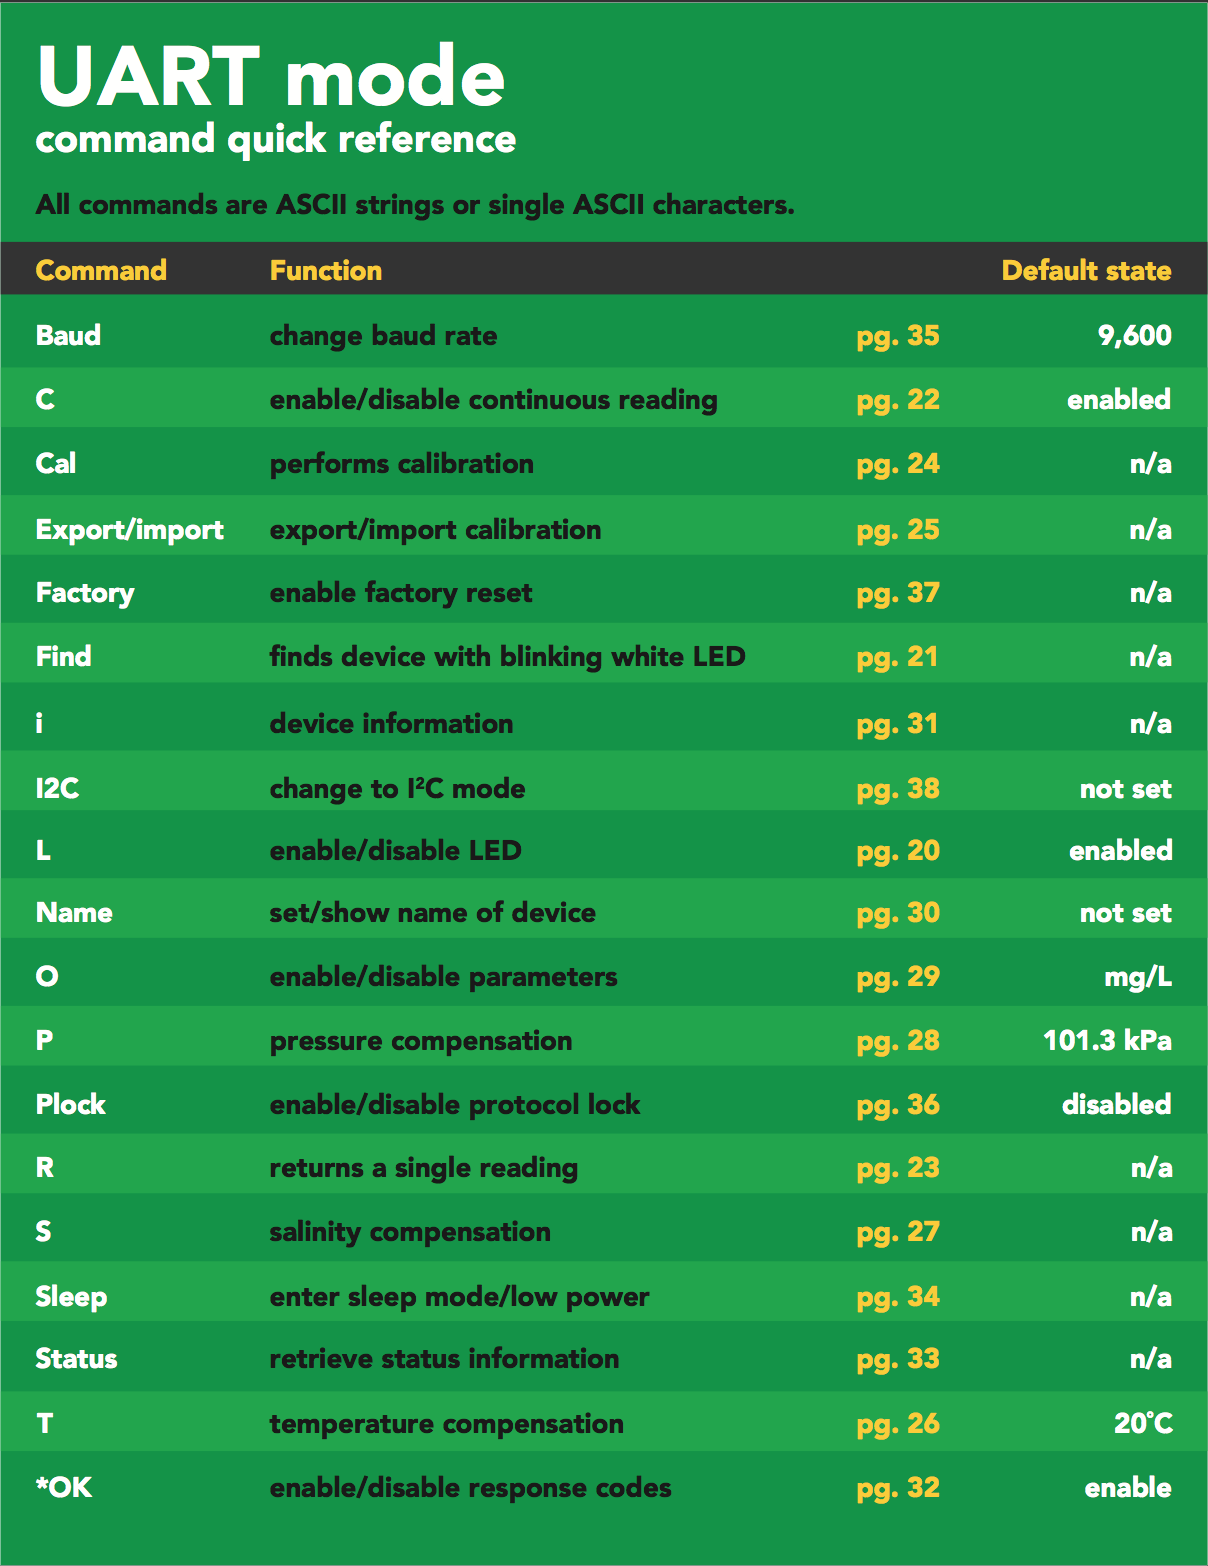 UART mode
command quick reference
All commands are ASCII strings or single ASCII characters.
Command Function Default state
Baud change baud rate pg. 35 9,600
C enable/disable continuous reading pg. 22 enabled
Cal performs calibration pg. 24 n/a
Export/import export/import calibration pg. 25 n/a
Factory enable factory reset pg. 37 n/a
Find finds device with blinking white LED pg. 21 n/a
i device information pg. 31 n/a
I2C change to I²C mode pg. 38 not set
L enable/disable LED pg. 20 enabled
Name set/show name of device pg. 30 not set
O enable/disable parameters pg. 29 mg/L
P pressure compensation pg. 28 101.3 kPa
Plock enable/disable protocol lock pg. 36 disabled
R returns a single reading pg. 23 n/a
S salinity compensation pg. 27 n/a
Sleep enter sleep mode/low power pg. 34 n/a
Status retrieve status information pg. 33 n/a
T temperature compensation pg. 26 20°C
*OK enable/disable response codes pg. 32 enable